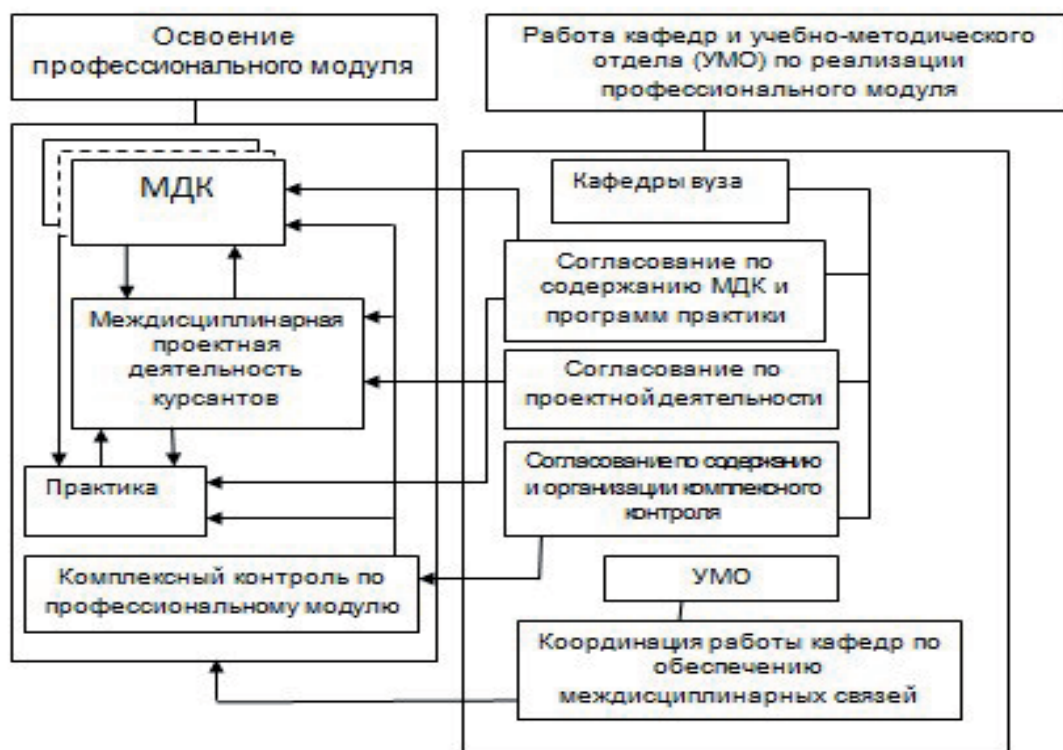 Освоение
профессионального модуля
Работа кафедр и учебно-методического
отдела (УМО) по реализации
профессионального модуля
МДК
Междисциплинарная
проектная
деятельность
курсантов
Практика
Комплексный контроль по
профессиональному модулю
Кафедры вуза
Согласование по
содержанию МДК и
программ практики
Согласование по
проектной деятельности
Согласование по содержанию
и организации комплексного
контроля
УМО
Координация работы кафедр по
обеспечению
междисциплинарных связей